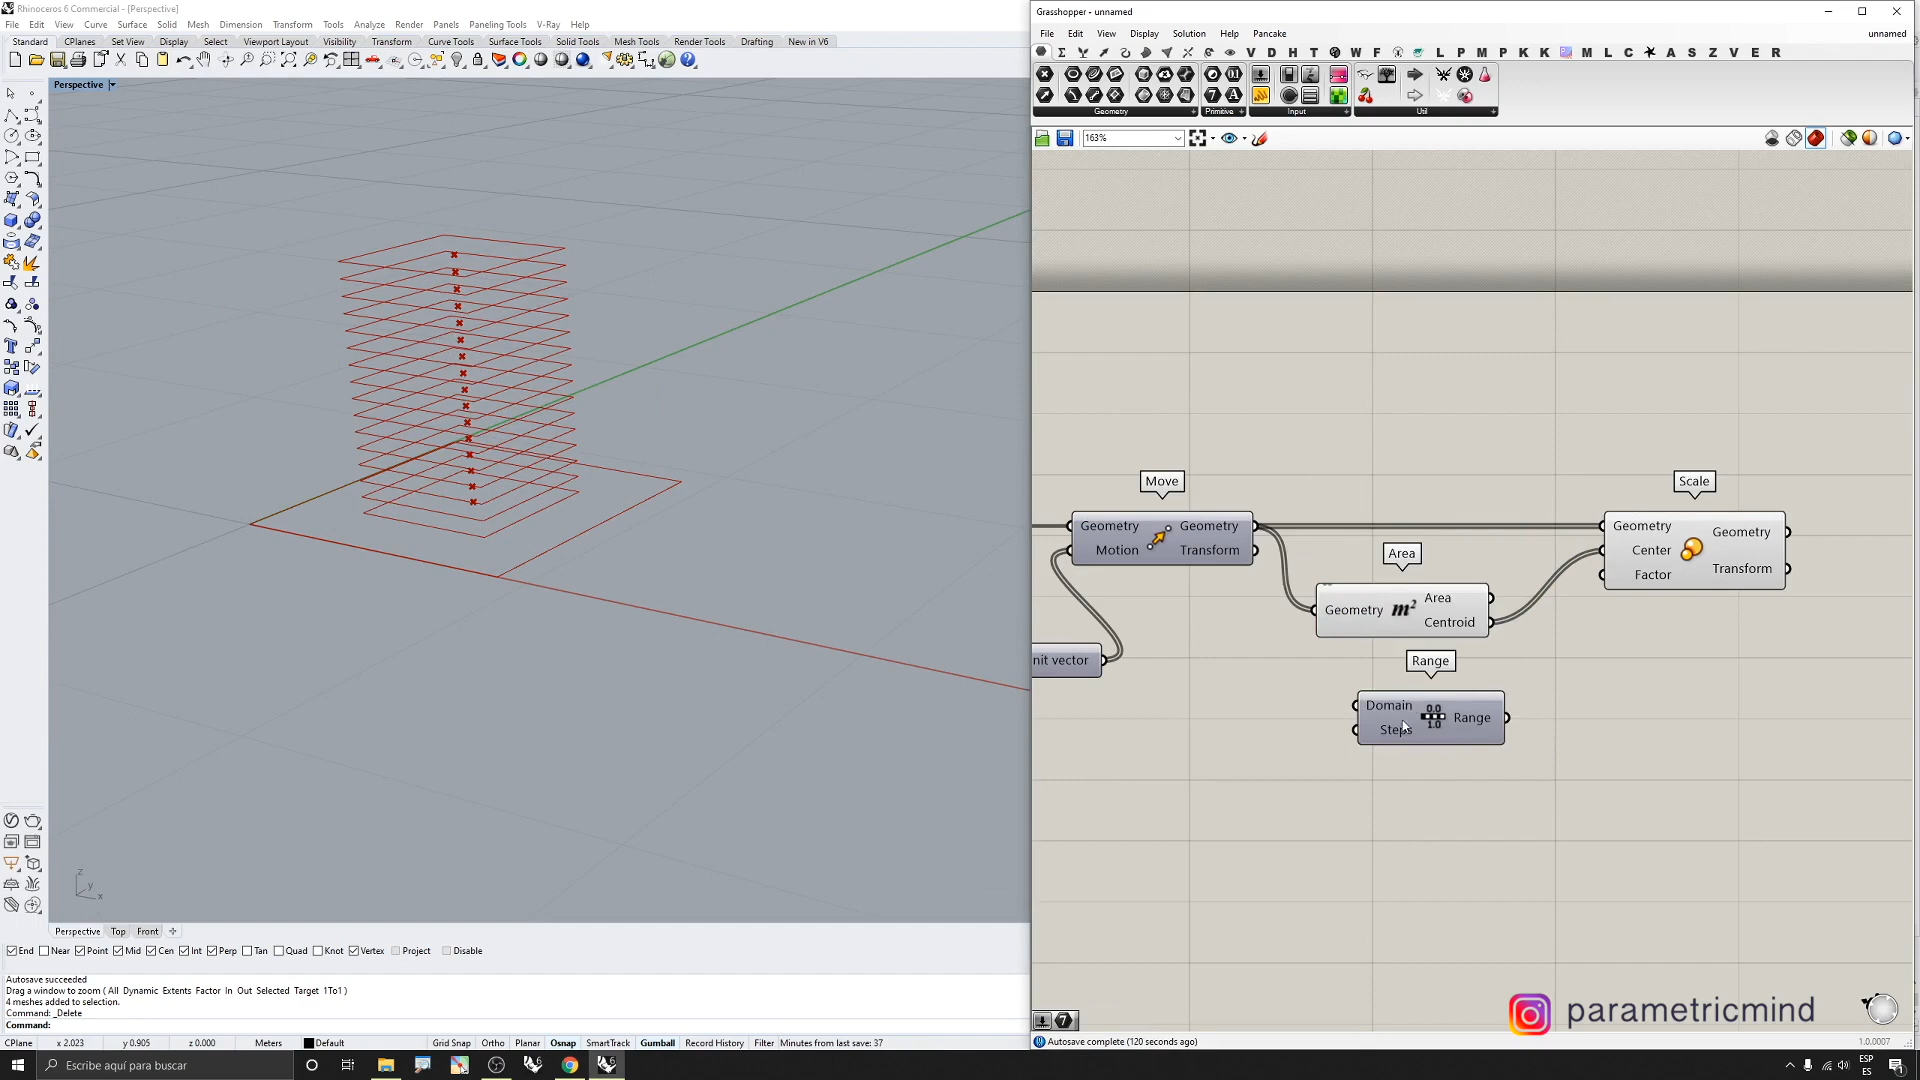 Rhinoceros 6 Commercial - [Perspective]
File Edit View Curve Surface Solid Mesh Dimension Transform Tools Analyze Render Panels Paneling Tools V-Ray Help
Standard CPlanes Set View Display Select Viewport Layout Visibility Transform Curve Tools Surface Tools Solid Tools Mesh Tools Render Tools Drafting New in V6
Perspective
z
y
x
Perspective Top Front
End Near Point Mid Cen Int Perp Tan Quad Knot Vertex Project Disable
Autosave succeeded
Drag a window to zoom ( All Dynamic Extents Factor In Out Selected Target 1To1 )
4 meshes added to selection.
Command: _Delete
Command:
CPlane x 2.023 y 0.905 z 0.000 Meters Default Grid Snap Ortho Planar Osnap SmartTrack Gumball Record History Filter Minutes from last save: 37
Grasshopper - unnamed
File Edit View Display Solution Help Pancake unnamed
V D H T W F L P M P K K M L C A S Z V E R
Geometry Primitive Input Util
163%
Move
Geometry Geometry
Motion Transform
Area
Geometry m² Area
Centroid
Scale
Geometry Geometry
Center
Factor Transform
nit vector
Range
Domain 0.0 Range
Steps 1.0
parametricmind
Autosave complete (120 seconds ago) 1.0.0007
Escribe aquí para buscar
ESP
ES